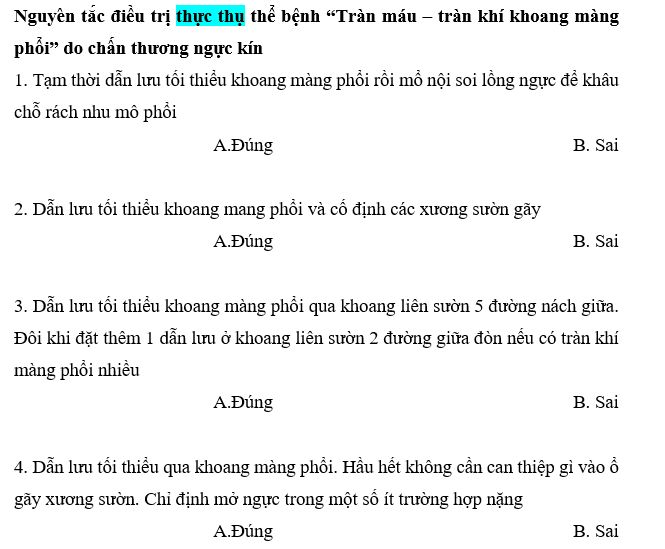 Nguyên tắc điều trị thực thụ thể bệnh “Tràn máu – tràn khí khoang màng
phổi” do chấn thương ngực kín
1. Tạm thời dẫn lưu tối thiểu khoang màng phổi rồi mổ nội soi lồng ngực để khâu
chỗ rách nhu mô phổi
A.Đúng B. Sai
2. Dẫn lưu tối thiểu khoang mang phổi và cố định các xương sườn gãy
A.Đúng B. Sai
3. Dẫn lưu tối thiểu khoang màng phổi qua khoang liên sườn 5 đường nách giữa.
Đôi khi đặt thêm 1 dẫn lưu ở khoang liên sườn 2 đường giữa đòn nếu có tràn khí
màng phổi nhiều
A.Đúng B. Sai
4. Dẫn lưu tối thiểu qua khoang màng phổi. Hầu hết không cần can thiệp gì vào ổ
gãy xương sườn. Chỉ định mở ngực trong một số ít trường hợp nặng
A.Đúng B. Sai